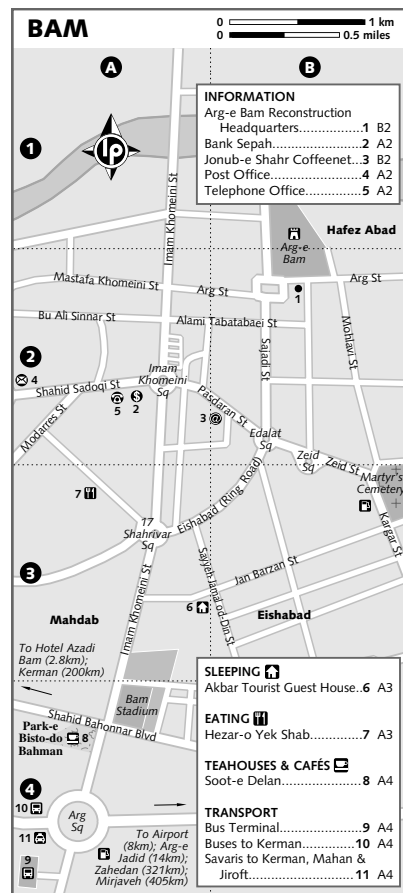 BAM
0 1 km
0 0.5 miles
A B
INFORMATION
Arg-e Bam Reconstruction
Headquarters..................1 B2
Bank Sepah......................2 A2
Jonub-e Shahr Coffeenet...3 B2
Post Office........................4 A2
Telephone Office..............5 A2
1
lp
Imam Khomeini St
Hafez Abad
Arg-e
Bam
Mastafa Khomeini St
Arg St
Arg St
1
Bu Ali Sinnar St
Alami Tabatabaei St
Sajadi St
Mohlavi St
2
4
Imam
Khomeini
Sq
Shahid Sadoqi St
5 2
Pasdaran St
3 @
Modarres St
Edalat
Sq
Zeid
Sq
Zeid St
Martyr's
Cemetery
7
Kargar St
17
Shahrivar
Sq
Eishabad (Ring Road)
Sayyeh Jamal od-Din St
Jan Barzan St
3
Imam Khomeini St
6
Mahdab
Eishabad
To Hotel Azadi
Bam (2.8km);
Kerman (200km)
Bam
Stadium
Shahid Bahonnar Blvd
Park-e
Bisto-do
Bahman
8
SLEEPING
Akbar Tourist Guest House..6 A3
EATING
Hezar-o Yek Shab...............7 A3
TEAHOUSES & CAFÉS
Soot-e Delan......................8 A4
TRANSPORT
Bus Terminal......................9 A4
Buses to Kerman..............10 A4
Savaris to Kerman, Mahan &
Jiroft............................11 A4
4
10
Arg
Sq
11
9
To Airport
(8km); Arg-e
Jadid (14km);
Zahedan (321km);
Mirjaveh (405km)